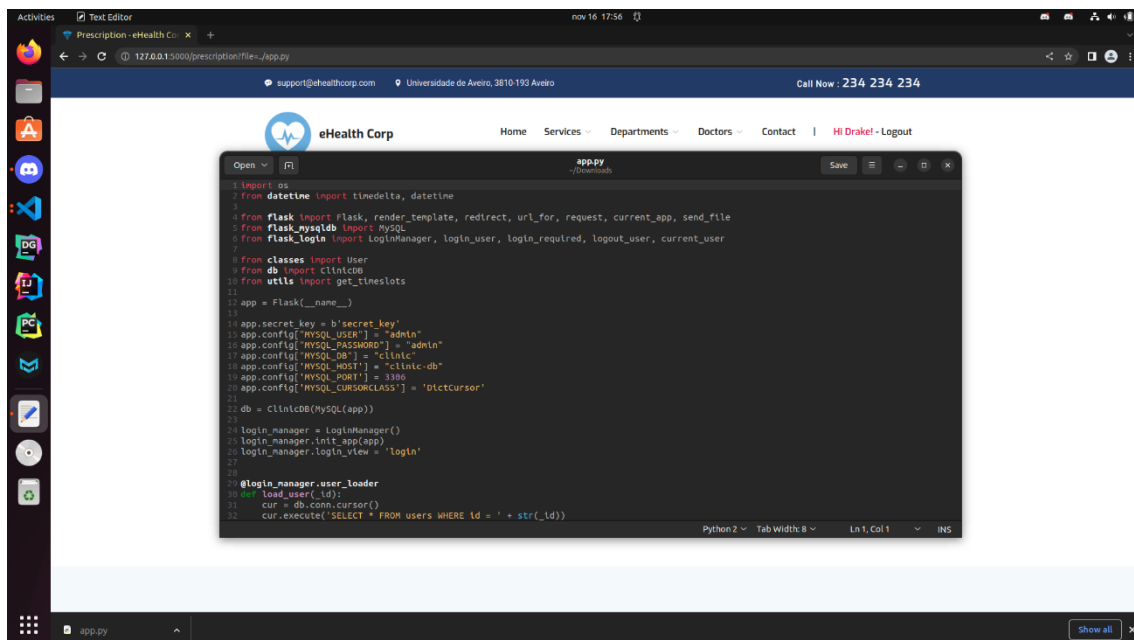 Activities Text Editor nov 16 17:56
Prescription - eHealth Co × +
127.0.0.1:5000/prescription?file=./app.py
support@ehealthcorp.com Universidade de Aveiro, 3810-193 Aveiro Call Now : 234 234 234
eHealth Corp Home Services Departments Doctors Contact | Hi Drake! - Logout
Open app.py Save
~/Downloads
1 import os
2 from datetime import timedelta, datetime
3
4 from flask import Flask, render_template, redirect, url_for, request, current_app, send_file
5 from flask_mysqldb import MySQL
6 from flask_login import LoginManager, login_user, login_required, logout_user, current_user
7
8 from classes import User
9 from db import ClinicDB
10 from utils import get_timeslots
11
12 app = Flask(__name__)
13
14 app.secret_key = b'secret_key'
15 app.config["MYSQL_USER"] = "admin"
16 app.config["MYSQL_PASSWORD"] = "admin"
17 app.config["MYSQL_DB"] = "clinic"
18 app.config['MYSQL_HOST'] = "clinic-db"
19 app.config['MYSQL_PORT'] = 3306
20 app.config['MYSQL_CURSORCLASS'] = 'DictCursor'
21
22 db = ClinicDB(MySQL(app))
23
24 login_manager = LoginManager()
25 login_manager.init_app(app)
26 login_manager.login_view = 'login'
27
28
29 @login_manager.user_loader
30 def load_user(_id):
31 cur = db.conn.cursor()
32 cur.execute('SELECT * FROM users WHERE id = ' + str(_id))
Python 2 Tab Width: 8 Ln 1, Col 1 INS
app.py Show all